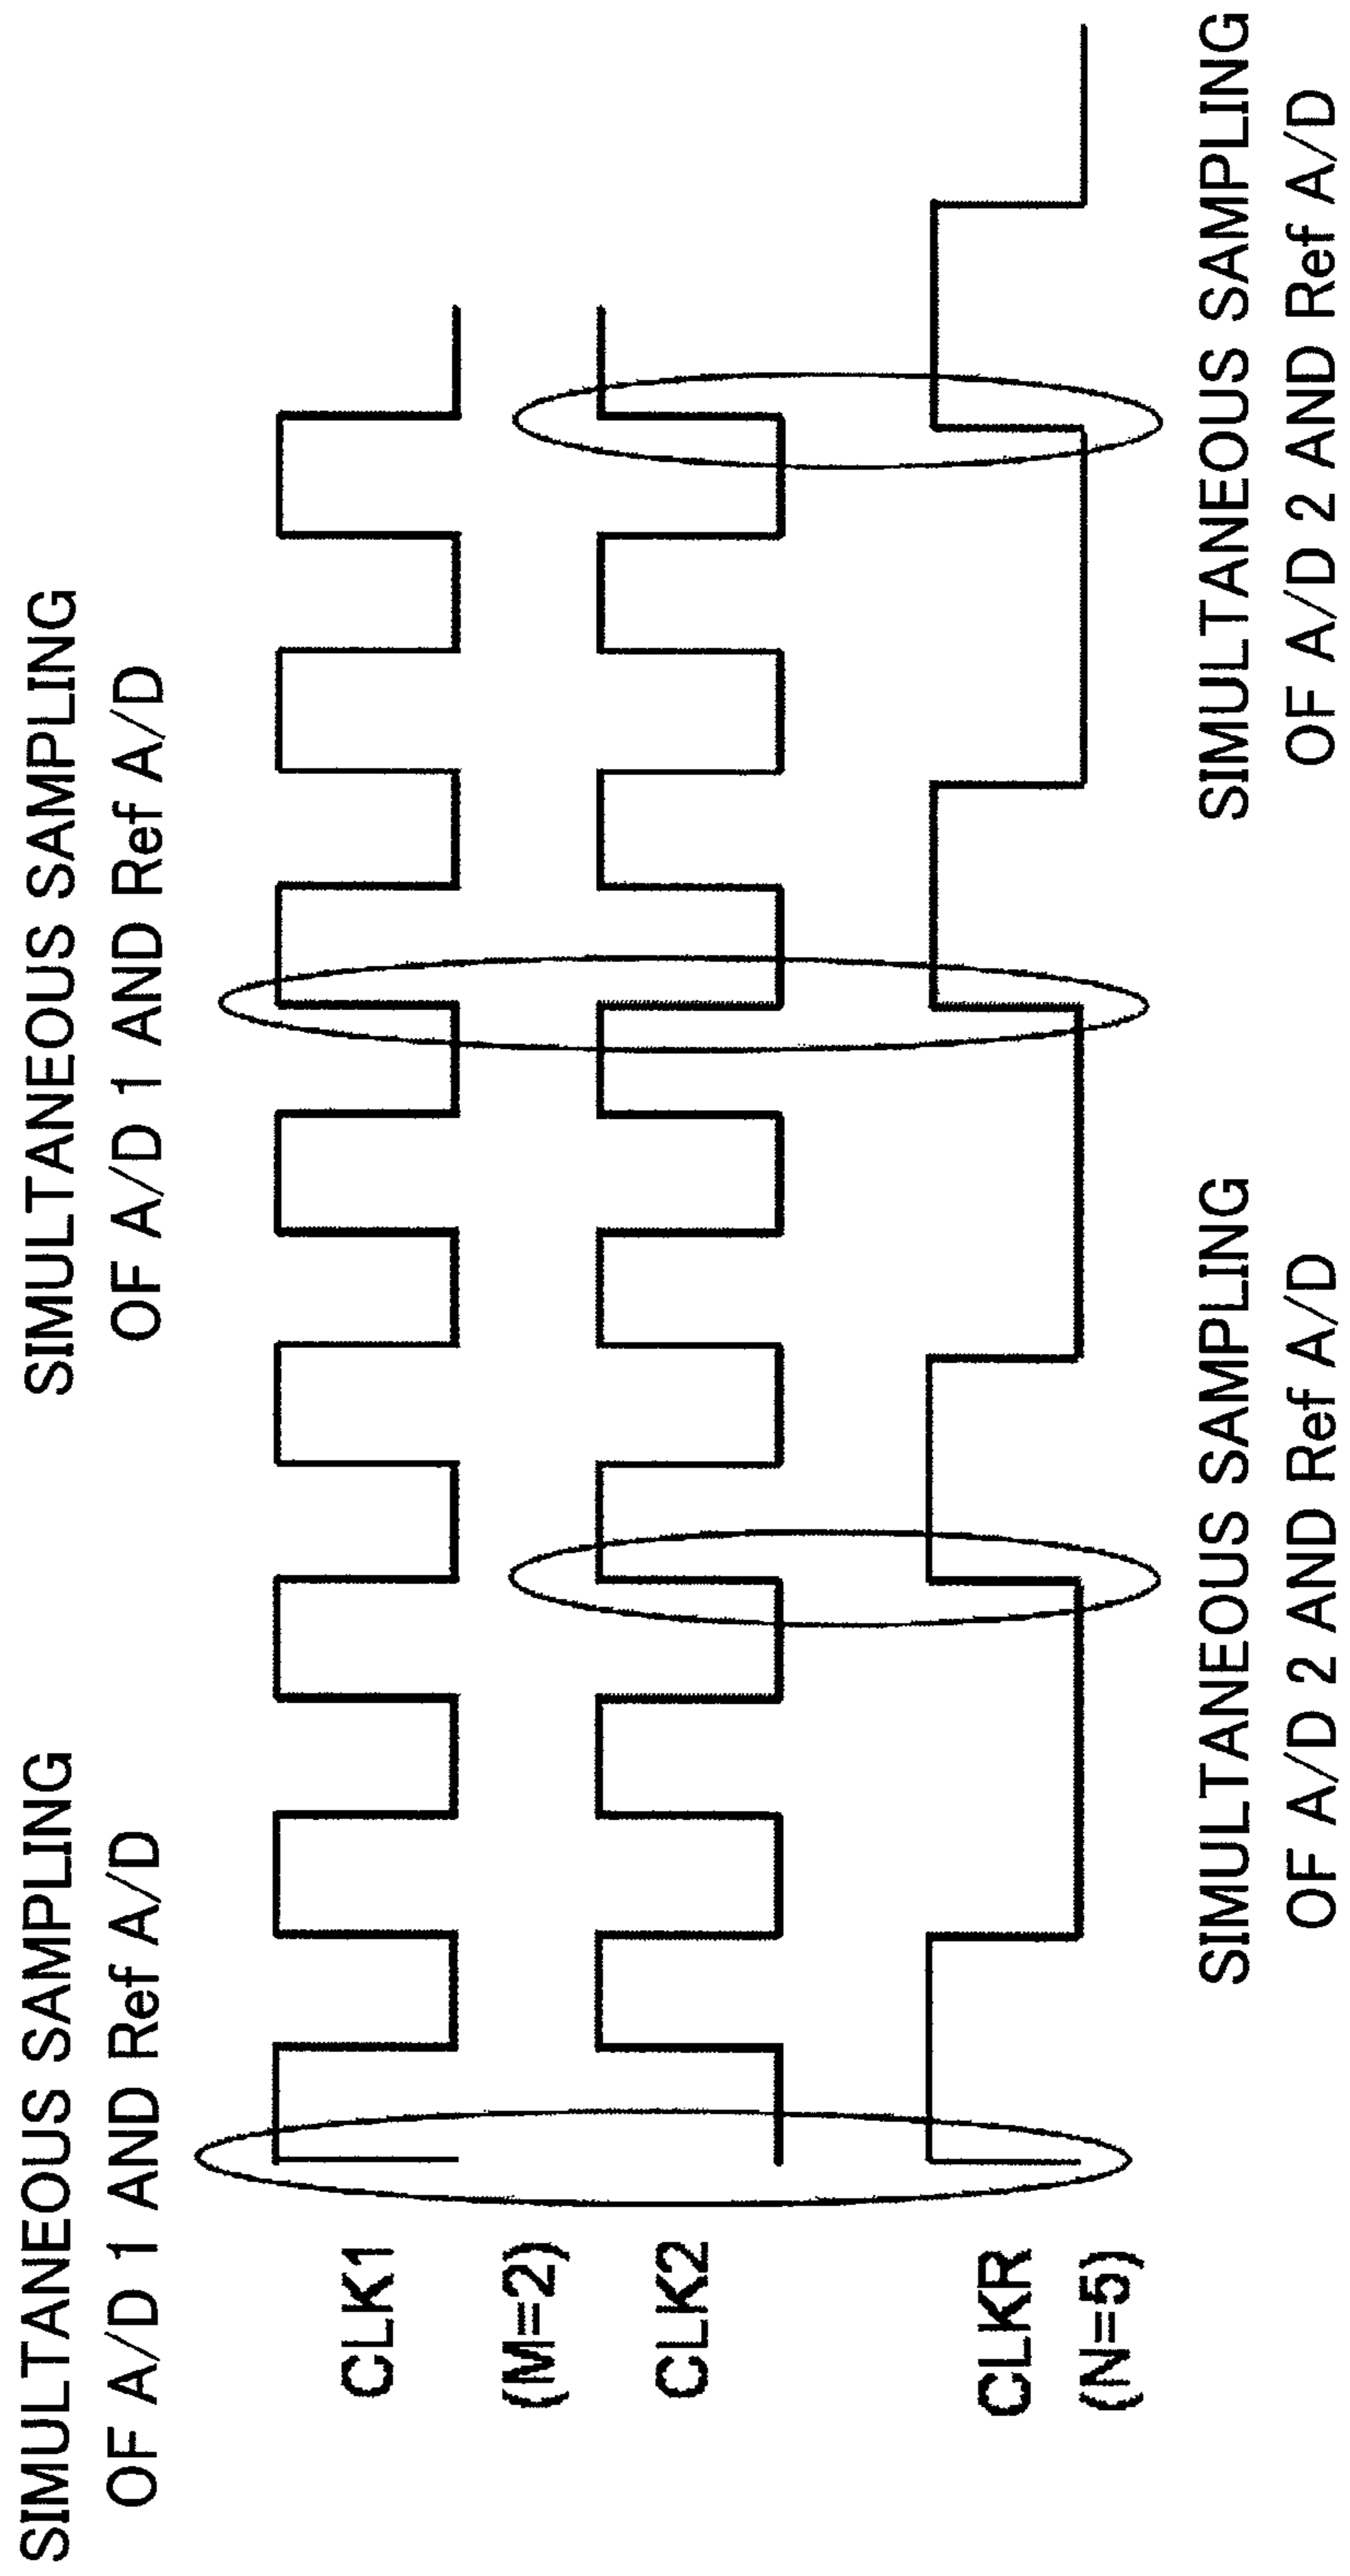 SIMULTANEOUS SAMPLING
OF A/D 1 AND Ref A/D
SIMULTANEOUS SAMPLING
OF A/D 1 AND Ref A/D
CLK1
(M=2)
CLK2
CLKR
(N=5)
SIMULTANEOUS SAMPLING
OF A/D 2 AND Ref A/D
SIMULTANEOUS SAMPLING
OF A/D 2 AND Ref A/D